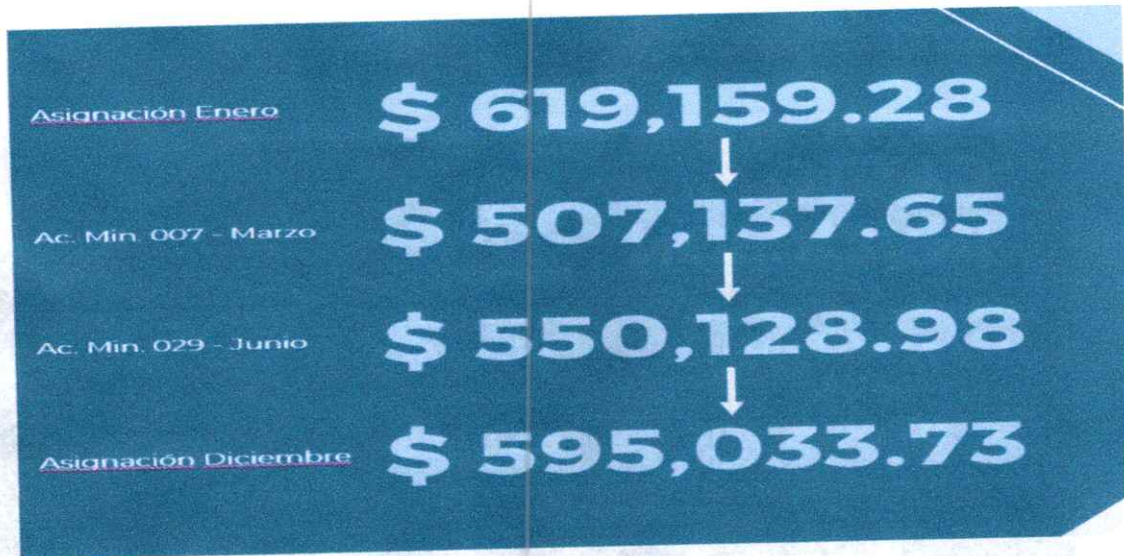 Asignación Enero $ 619,159.28
Ac. Min. 007 - Marzo $ 507,137.65
Ac. Min. 029 - Junio $ 550,128.98
Asignación Diciembre $ 595,033.73